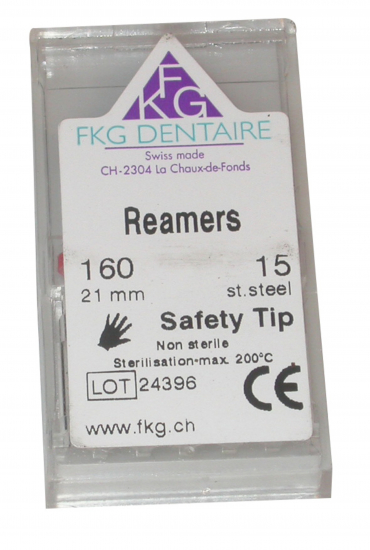 F
KG
FKG DENTAIRE
Swiss made
CH-2304 La Chaux-de-Fonds
Reamers
160 15
21 mm st.steel
Safety Tip
Non sterile
Sterilisation-max. 200°C
LOT 24396
CE
www.fkg.ch